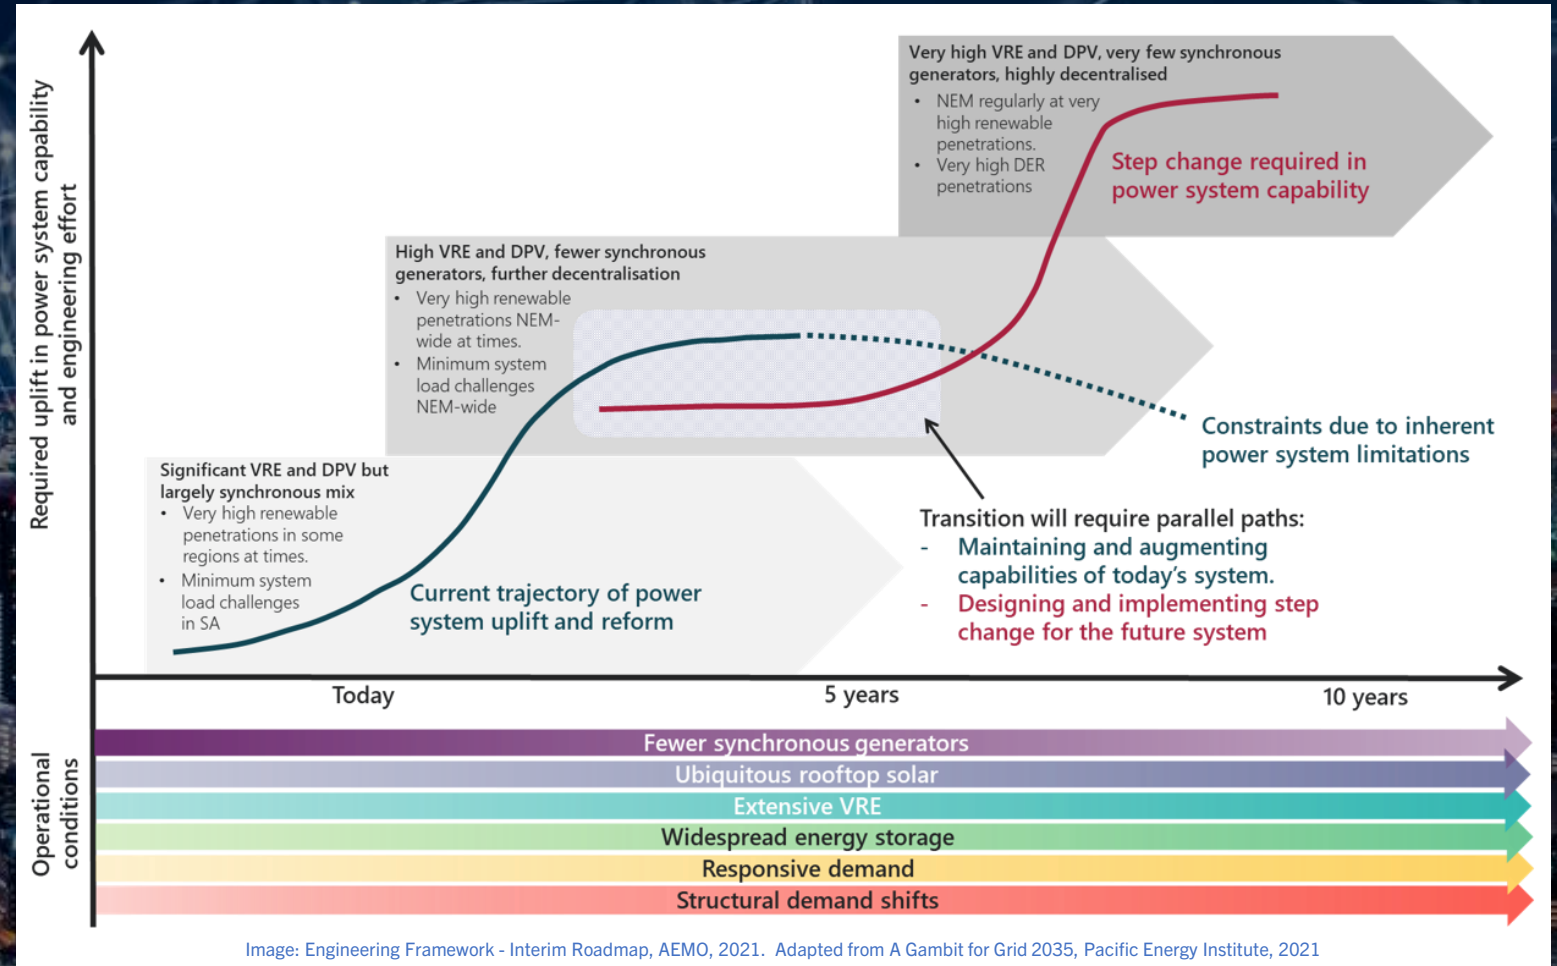 Required uplift in power system capability
and engineering effort
Very high VRE and DPV, very few synchronous
generators, highly decentralised
• NEM regularly at very
high renewable
penetrations.
• Very high DER
penetrations
Step change required in
power system capability
High VRE and DPV, fewer synchronous
generators, further decentralisation
• Very high renewable
penetrations NEM-
wide at times.
• Minimum system
load challenges
NEM-wide
Constraints due to inherent
power system limitations
Significant VRE and DPV but
largely synchronous mix
• Very high renewable
penetrations in some
regions at times.
• Minimum system
load challenges
in SA
Current trajectory of power
system uplift and reform
Transition will require parallel paths:
- Maintaining and augmenting
capabilities of today's system.
- Designing and implementing step
change for the future system
Today
5 years
10 years
Operational
conditions
Fewer synchronous generators
Ubiquitous rooftop solar
Extensive VRE
Widespread energy storage
Responsive demand
Structural demand shifts
Image: Engineering Framework - Interim Roadmap, AEMO, 2021.  Adapted from A Gambit for Grid 2035, Pacific Energy Institute, 2021